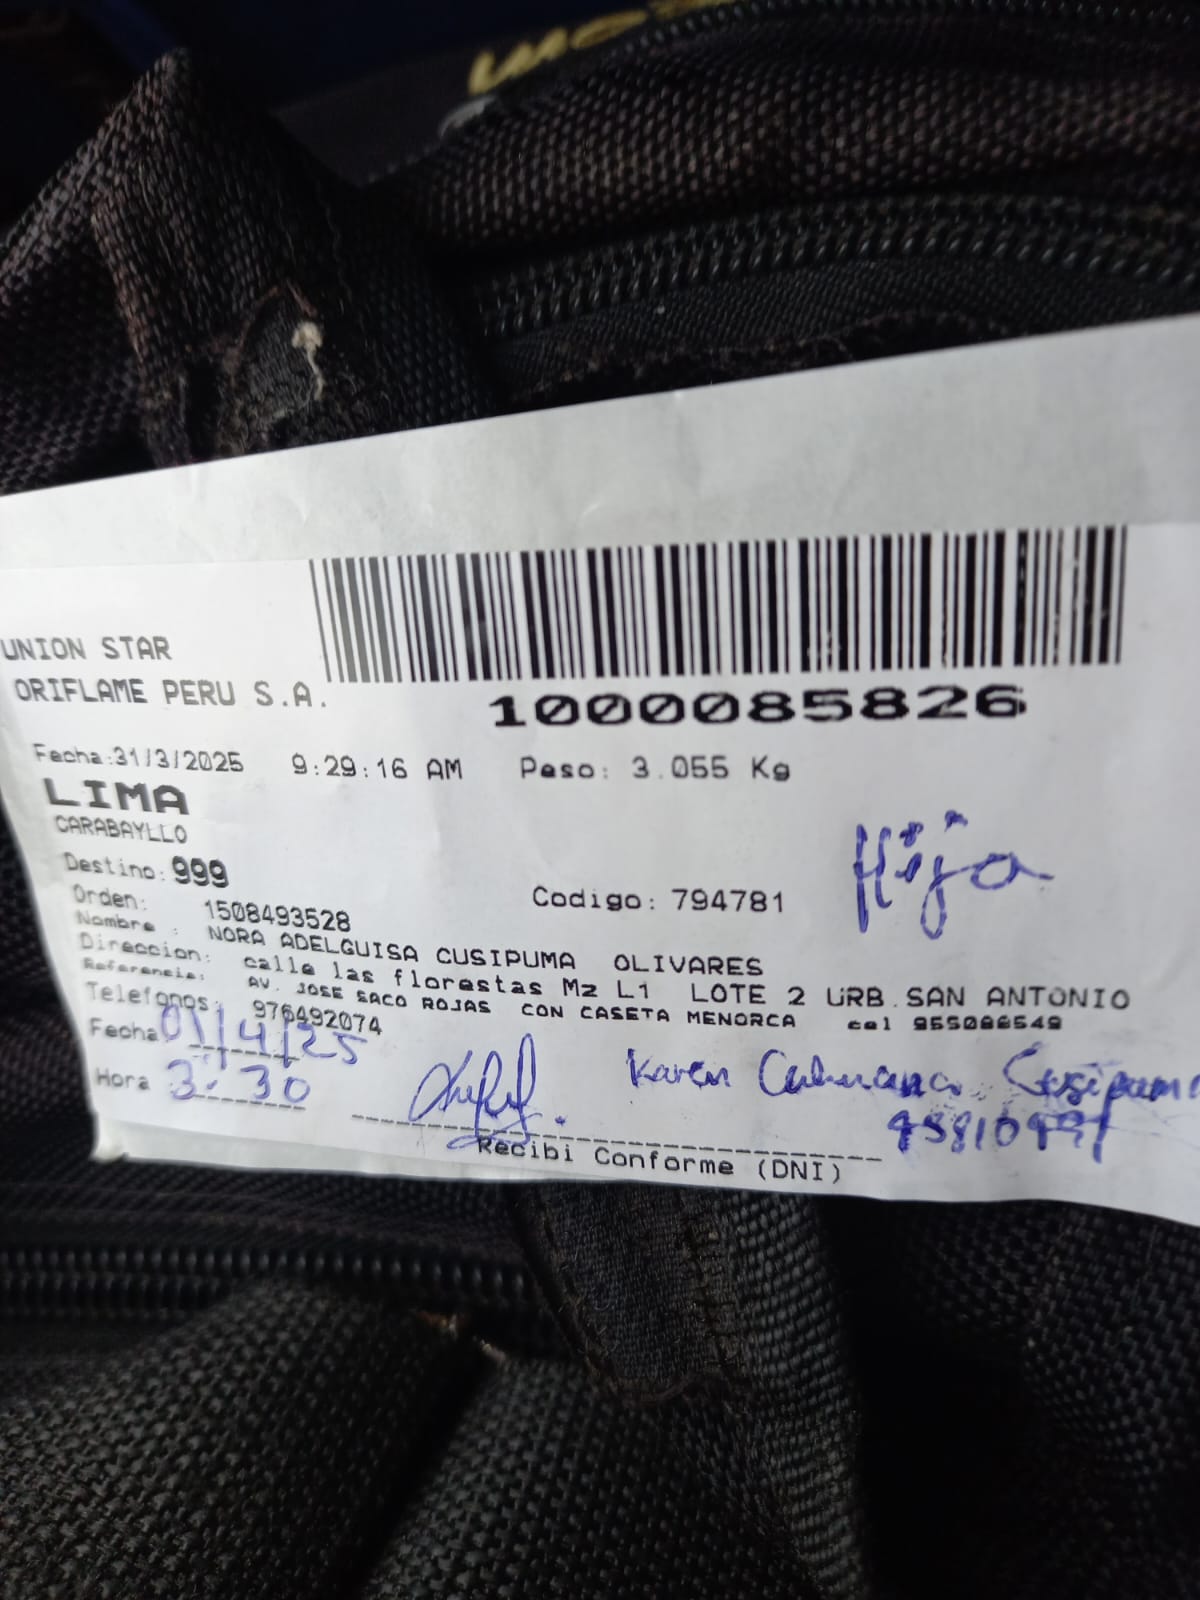 UNION STAR
ORIFLAME PERU S.A.
1000085826
Fecha:31/3/2025 9:29:16 AM Peso: 3.055 Kg
LIMA
CARABAYLLO
Hija
Destino: 999
Orden: 1508493528 Codigo: 794781
Nombre : NORA ADELGUISA CUSIPUMA OLIVARES
Direccion: calle las florestas Mz L1 LOTE 2 URB.SAN ANTONIO
Referencia: AV. JOSE SACO ROJAS CON CASETA MENORCA cel
Telefonos: 976492074
Fecha 01/4/25
Hora 3:30
Karen Cusipuma
Recibi Conforme (DNI)